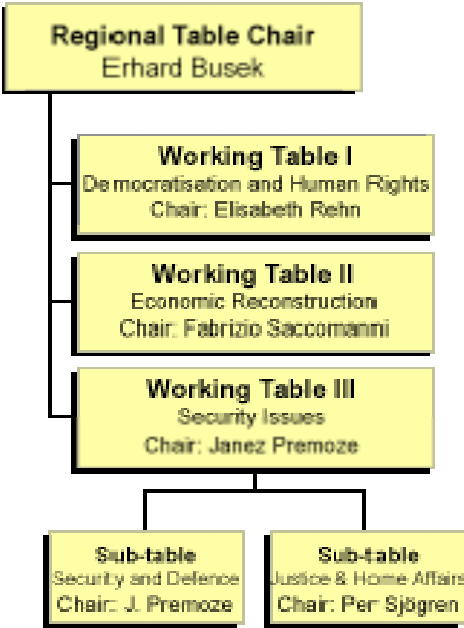 Regional Table Chair
Erhard Busek
Working Table I
Democratisation and Human Rights
Chair: Elisabeth Rehn
Working Table II
Economic Reconstruction
Chair: Fabrizio Saccomanni
Working Table III
Security Issues
Chair: Janez Premoze
Sub-table
Security and Defence
Chair: J. Premoze
Sub-table
Justice & Home Affairs
Chair: Per Sjögren